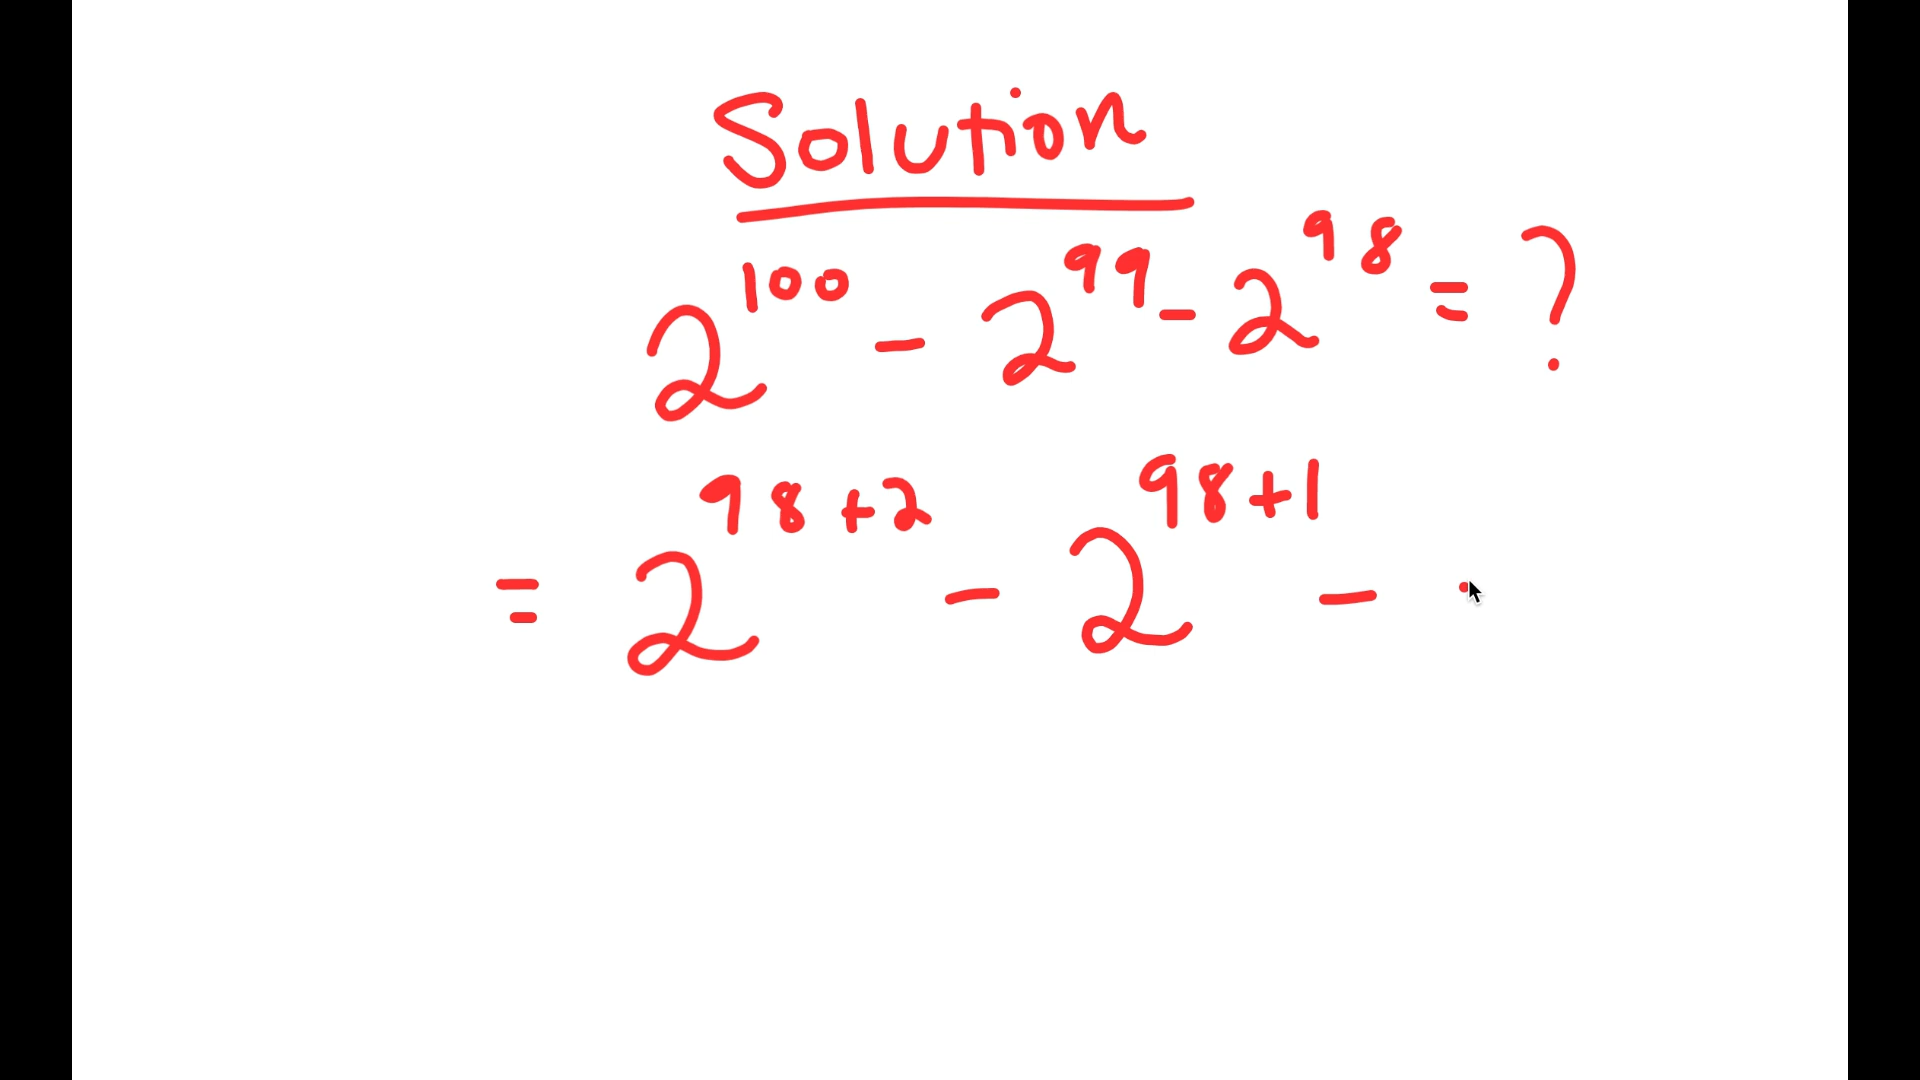 Solution
2^100 - 2^99 - 2^98 = ?
= 2^98+2 - 2^98+1 -